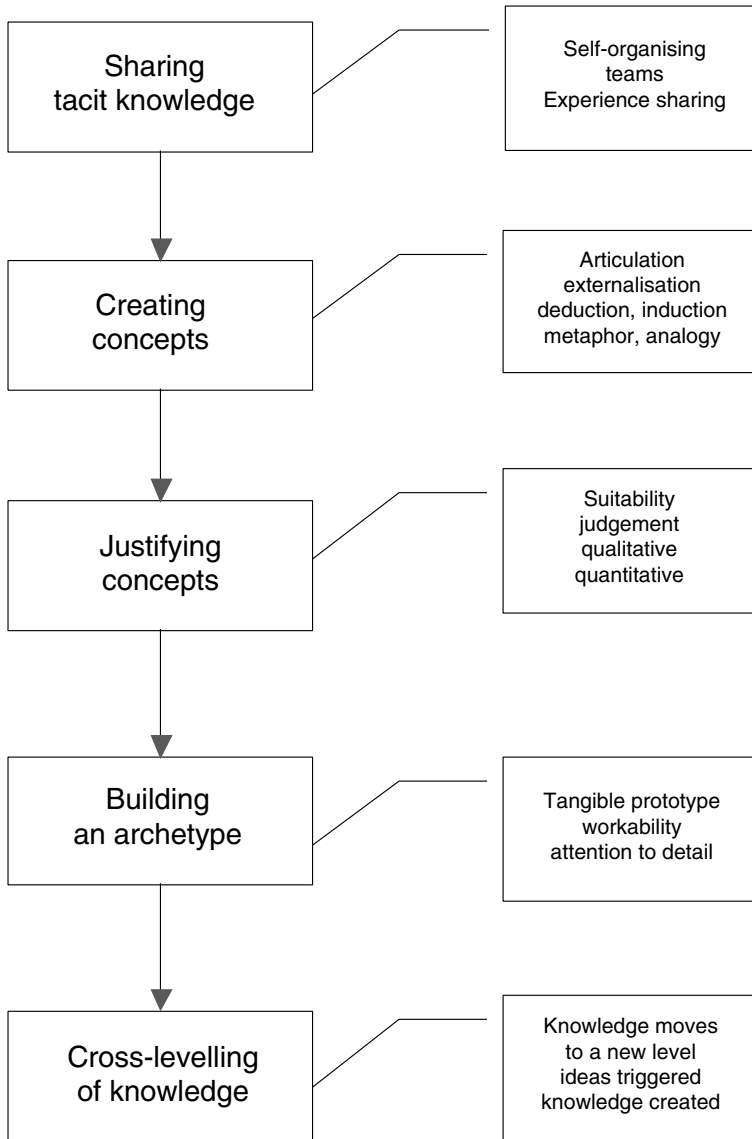 Sharing
tacit knowledge
Self-organising
teams
Experience sharing
Creating
concepts
Articulation
externalisation
deduction, induction
metaphor, analogy
Justifying
concepts
Suitability
judgement
qualitative
quantitative
Building
an archetype
Tangible prototype
workability
attention to detail
Cross-levelling
of knowledge
Knowledge moves
to a new level
ideas triggered
knowledge created